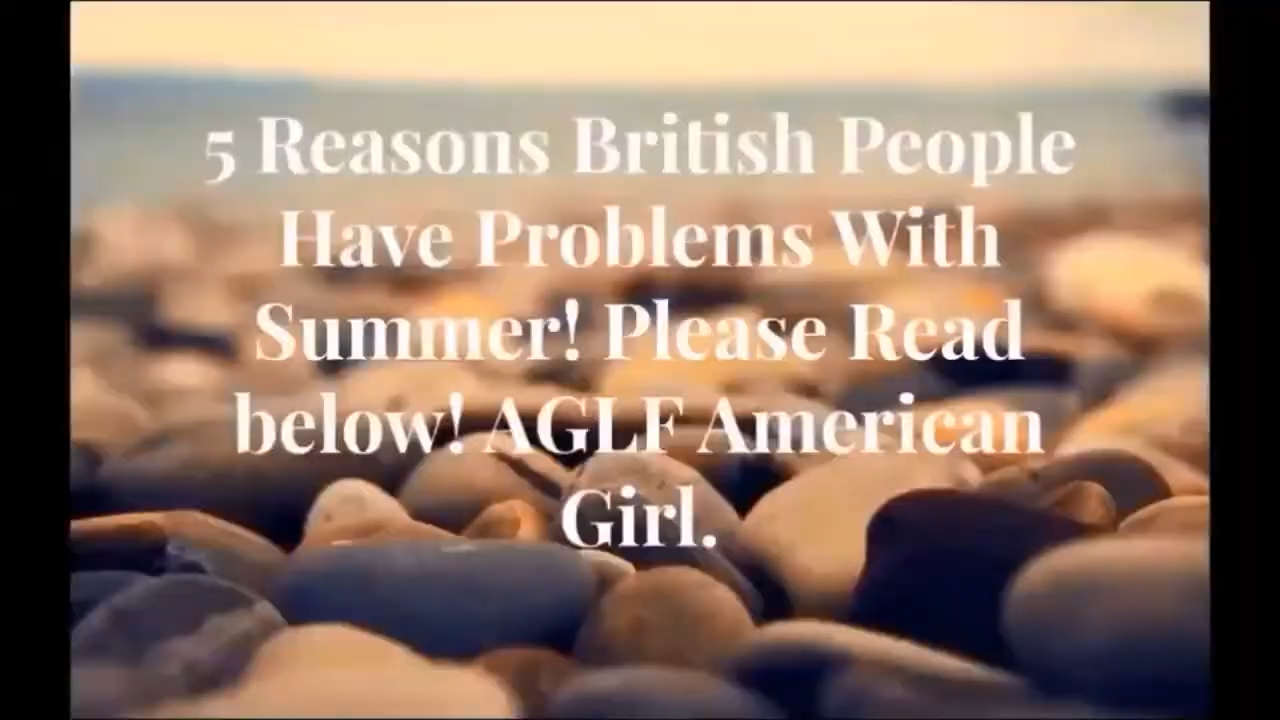 5 Reasons British People
Have Problems With
Summer! Please Read
below! AGLF American
Girl.